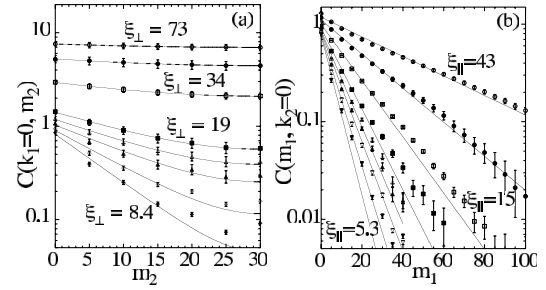 (a)
ξ⊥ = 73
10
ξ⊥ = 34
ξ⊥ = 19
1
ξ⊥ = 8.4
0.1
C(k₁=0, m₂)
0 5 10 15 20 25 30
m₂
(b)
1
ξ∥= 43
0.1
ξ∥=15
0.01
ξ∥=5.3
C(m₁, k₂=0)
0 20 40 60 80 100
m₁